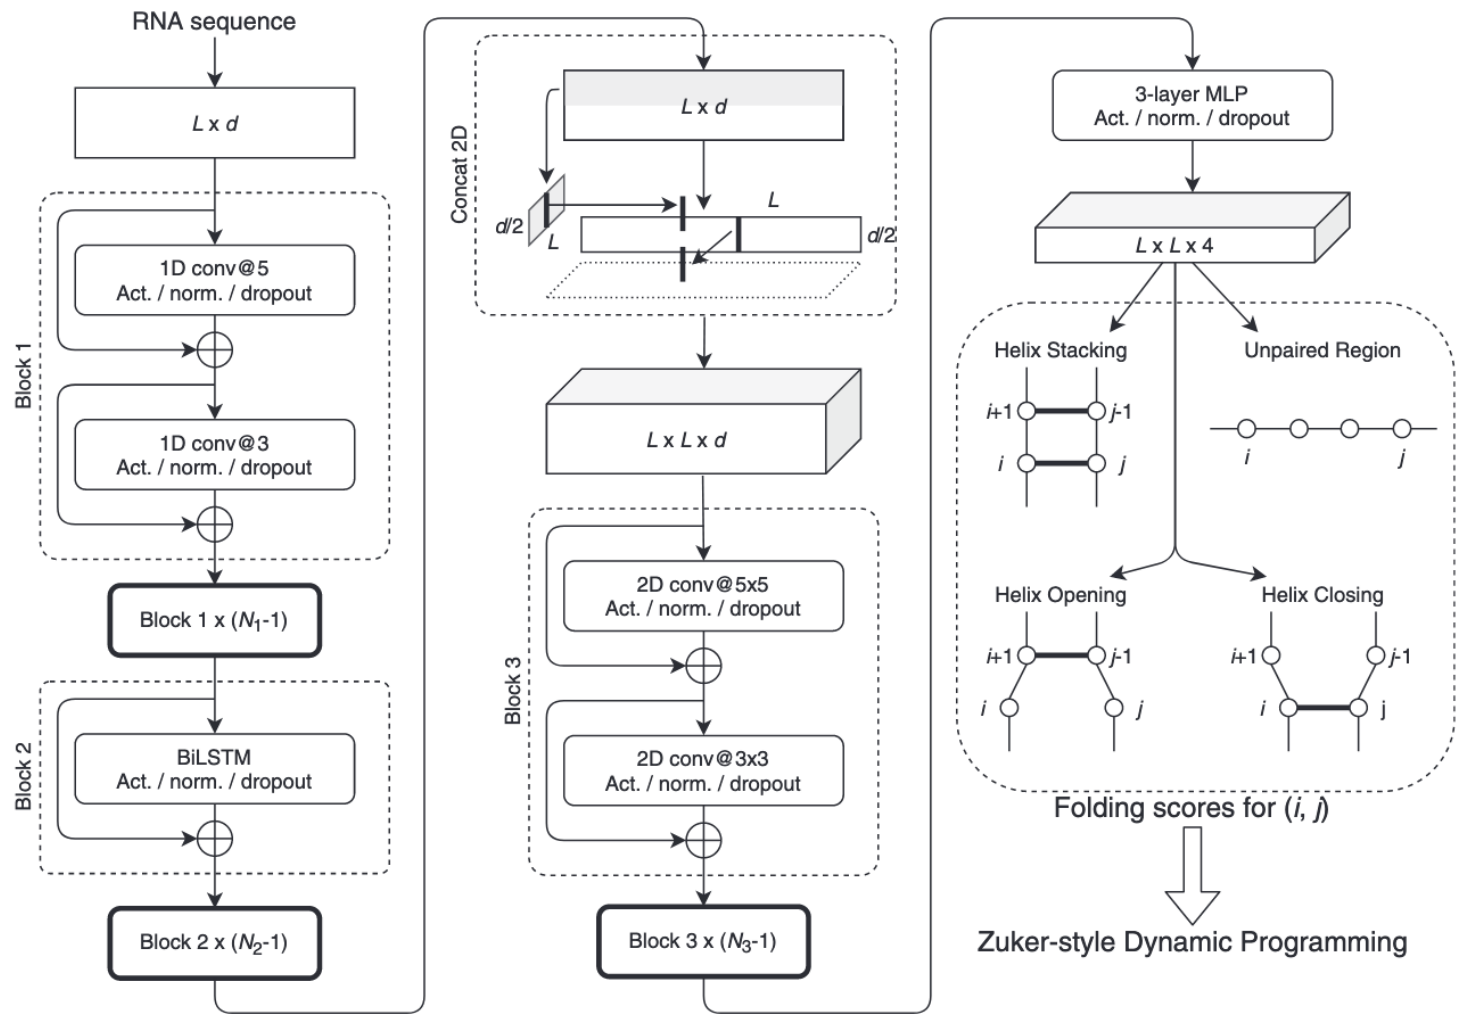 RNA sequence
L x d
Block 1
1D conv@5
Act. / norm. / dropout
1D conv@3
Act. / norm. / dropout
Block 1 x (N1-1)
Block 2
BiLSTM
Act. / norm. / dropout
Block 2 x (N2-1)
Concat 2D
L x d
d/2
L
L
d/2
L x L x d
Block 3
2D conv@5x5
Act. / norm. / dropout
2D conv@3x3
Act. / norm. / dropout
Block 3 x (N3-1)
3-layer MLP
Act. / norm. / dropout
L x L x 4
Helix Stacking
i+1
j-1
i
j
Unpaired Region
i
j
Helix Opening
i+1
j-1
i
j
Helix Closing
i+1
j-1
i
j
Folding scores for (i, j)
Zuker-style Dynamic Programming